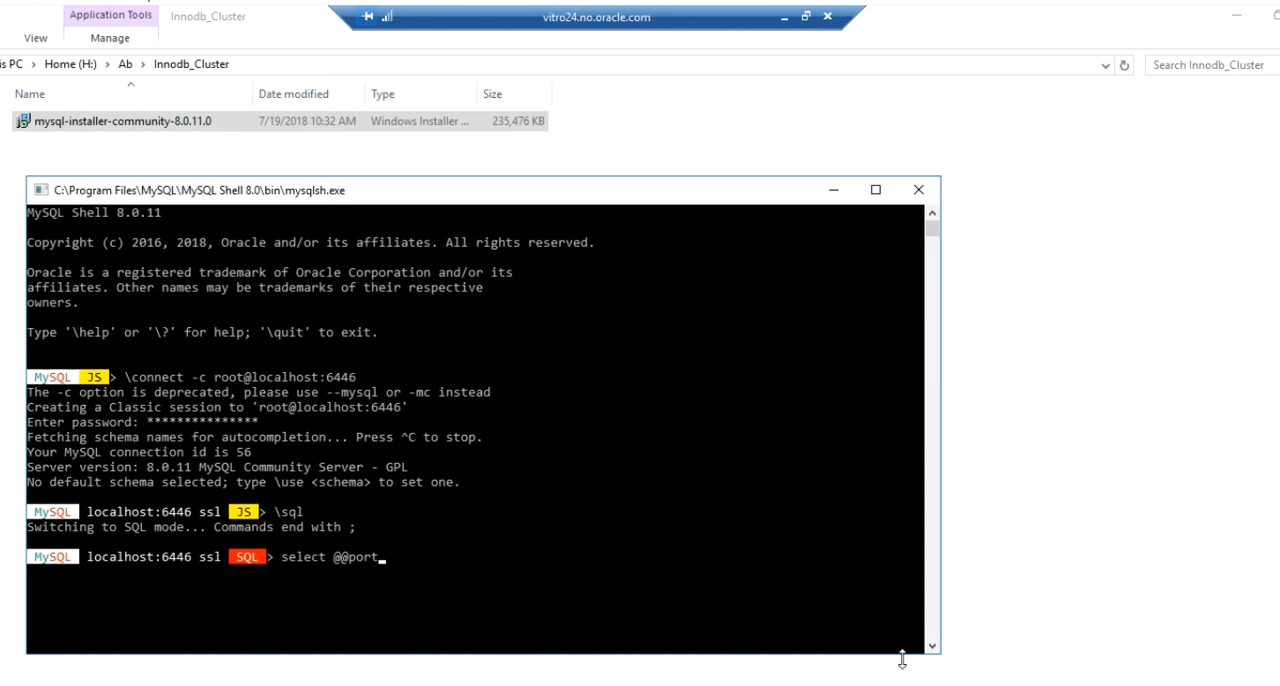 Application Tools
Innodb_Cluster
vitro24.no.oracle.com
View
Manage
is PC > Home (H:) > Ab > Innodb_Cluster
Search Innodb_Cluster
Name
Date modified
Type
Size
mysql-installer-community-8.0.11.0
7/19/2018 10:32 AM
Windows Installer ...
235,476 KB
C:\Program Files\MySQL\MySQL Shell 8.0\bin\mysqlsh.exe
MySQL Shell 8.0.11
Copyright (c) 2016, 2018, Oracle and/or its affiliates. All rights reserved.
Oracle is a registered trademark of Oracle Corporation and/or its
affiliates. Other names may be trademarks of their respective
owners.
Type '\help' or '\?' for help; '\quit' to exit.
MySQL JS> \connect -c root@localhost:6446
The -c option is deprecated, please use --mysql or -mc instead
Creating a Classic session to 'root@localhost:6446'
Enter password: ***************
Fetching schema names for autocompletion... Press ^C to stop.
Your MySQL connection id is 56
Server version: 8.0.11 MySQL Community Server - GPL
No default schema selected; type \use <schema> to set one.
MySQL localhost:6446 ssl JS> \sql
Switching to SQL mode... Commands end with ;
MySQL localhost:6446 ssl SQL> select @@port_